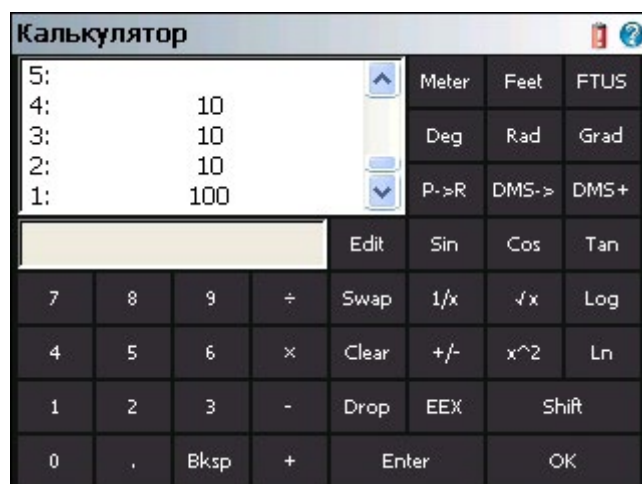 Калькулятор
5: Meter Feet FTUS
4: 10
3: 10 Deg Rad Grad
2: 10
1: 100 P->R DMS-> DMS+
Edit Sin Cos Tan
7 8 9 ÷ Swap 1/x √x Log
4 5 6 × Clear +/- x^2 Ln
1 2 3 - Drop EEX Shift
0 . Bksp + Enter OK